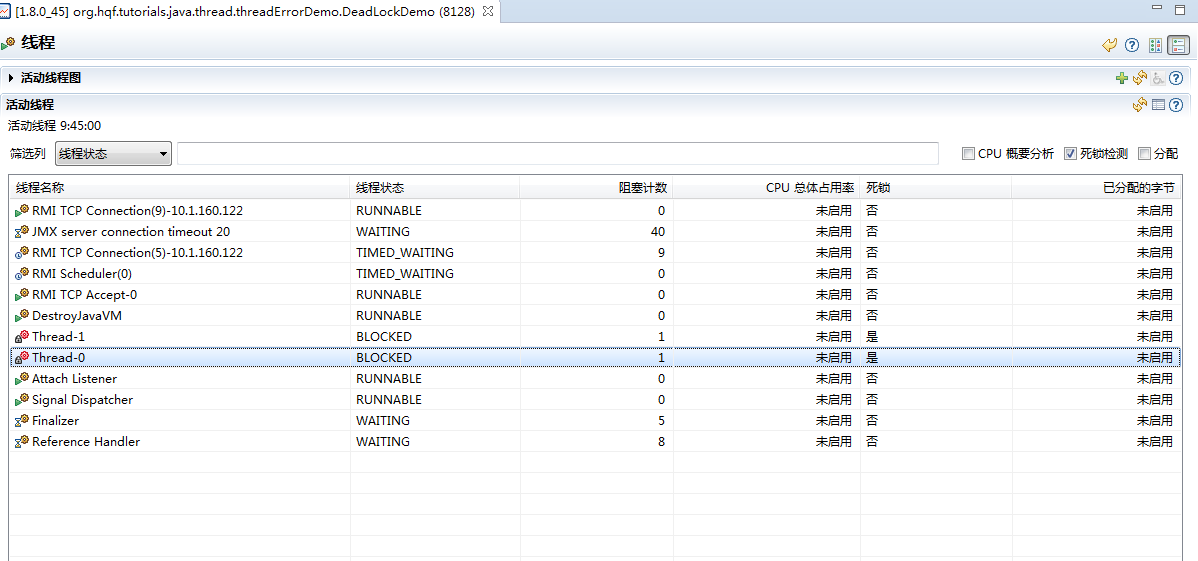 [1.8.0_45] org.hqf.tutorials.java.thread.threadErrorDemo.DeadLockDemo (8128)
线程
活动线程图
活动线程
活动线程 9:45:00
筛选列 线程状态 CPU 概要分析 死锁检测 分配
线程名称 线程状态 阻塞计数 CPU 总体占用率 死锁 已分配的字节
RMI TCP Connection(9)-10.1.160.122 RUNNABLE 0 未启用 否 未启用
JMX server connection timeout 20 WAITING 40 未启用 否 未启用
RMI TCP Connection(5)-10.1.160.122 TIMED_WAITING 9 未启用 否 未启用
RMI Scheduler(0) TIMED_WAITING 0 未启用 否 未启用
RMI TCP Accept-0 RUNNABLE 0 未启用 否 未启用
DestroyJavaVM RUNNABLE 0 未启用 否 未启用
Thread-1 BLOCKED 1 未启用 是 未启用
Thread-0 BLOCKED 1 未启用 是 未启用
Attach Listener RUNNABLE 0 未启用 否 未启用
Signal Dispatcher RUNNABLE 0 未启用 否 未启用
Finalizer WAITING 5 未启用 否 未启用
Reference Handler WAITING 8 未启用 否 未启用